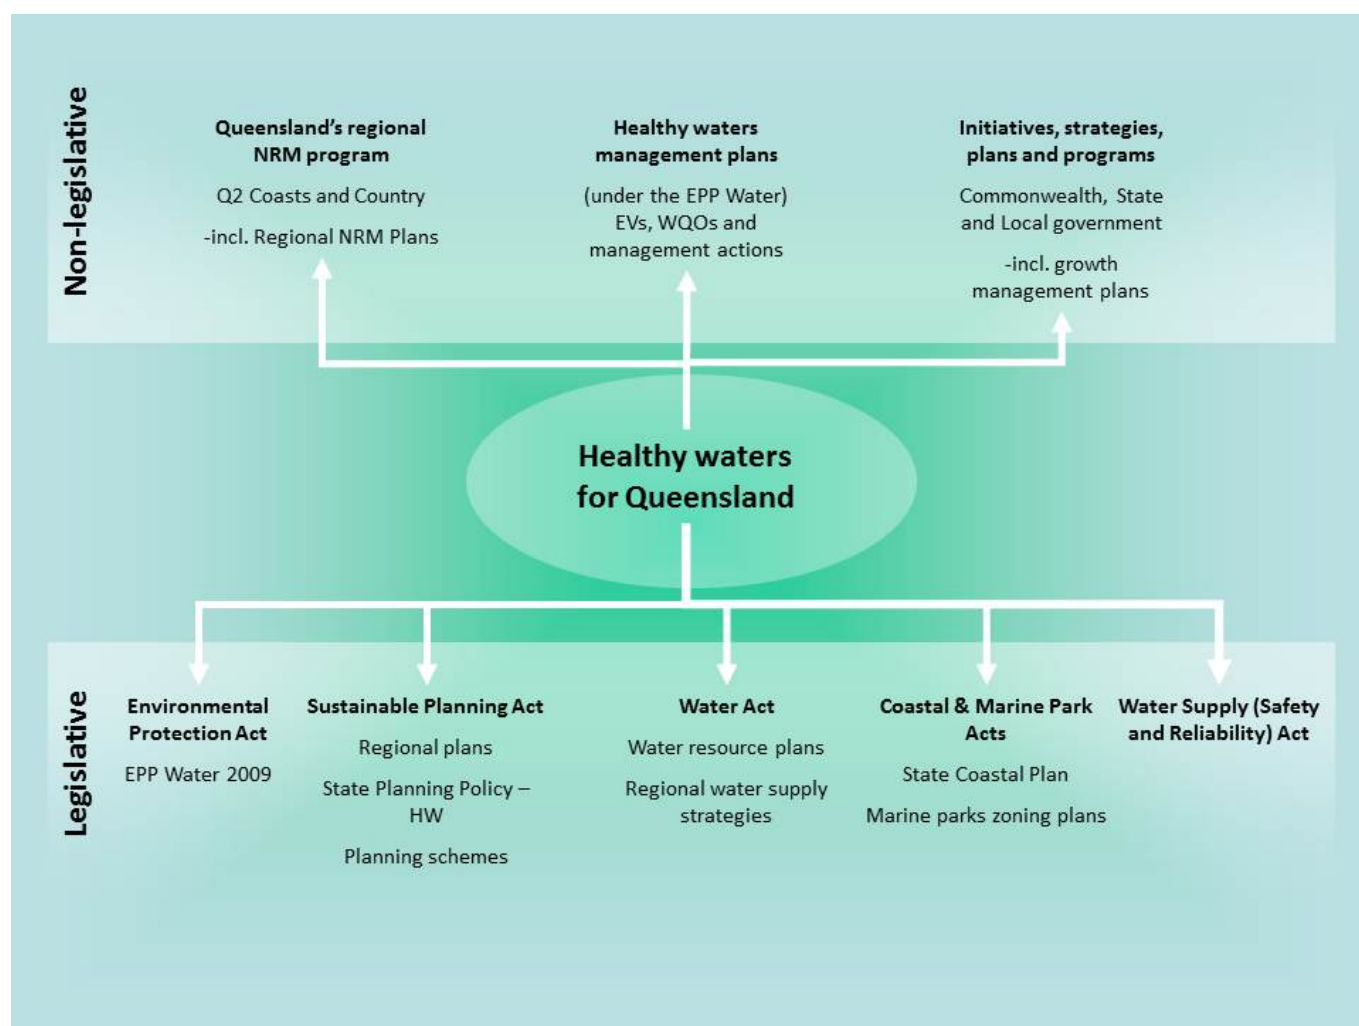 Non-legislative
Queensland's regional
NRM program
Q2 Coasts and Country
-incl. Regional NRM Plans
Healthy waters
management plans
(under the EPP Water)
EVs, WQOs and
management actions
Initiatives, strategies,
plans and programs
Commonwealth, State
and Local government
-incl. growth
management plans
Healthy waters
for Queensland
Legislative
Environmental
Protection Act
EPP Water 2009
Sustainable Planning Act
Regional plans
State Planning Policy –
HW
Planning schemes
Water Act
Water resource plans
Regional water supply
strategies
Coastal & Marine Park
Acts
State Coastal Plan
Marine parks zoning plans
Water Supply (Safety
and Reliability) Act